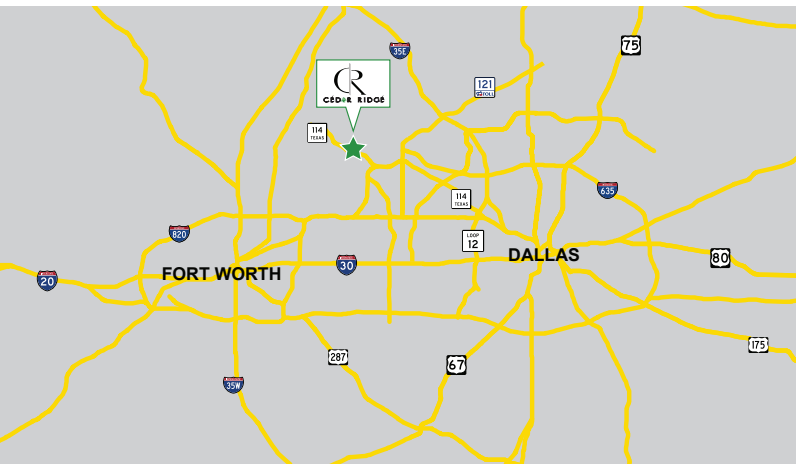 75
35E
121
TOLL
CR
CEDAR RIDGE
114
TEXAS
635
114
TEXAS
820
LOOP
12
DALLAS
80
30
FORT WORTH
20
175
287
67
35W